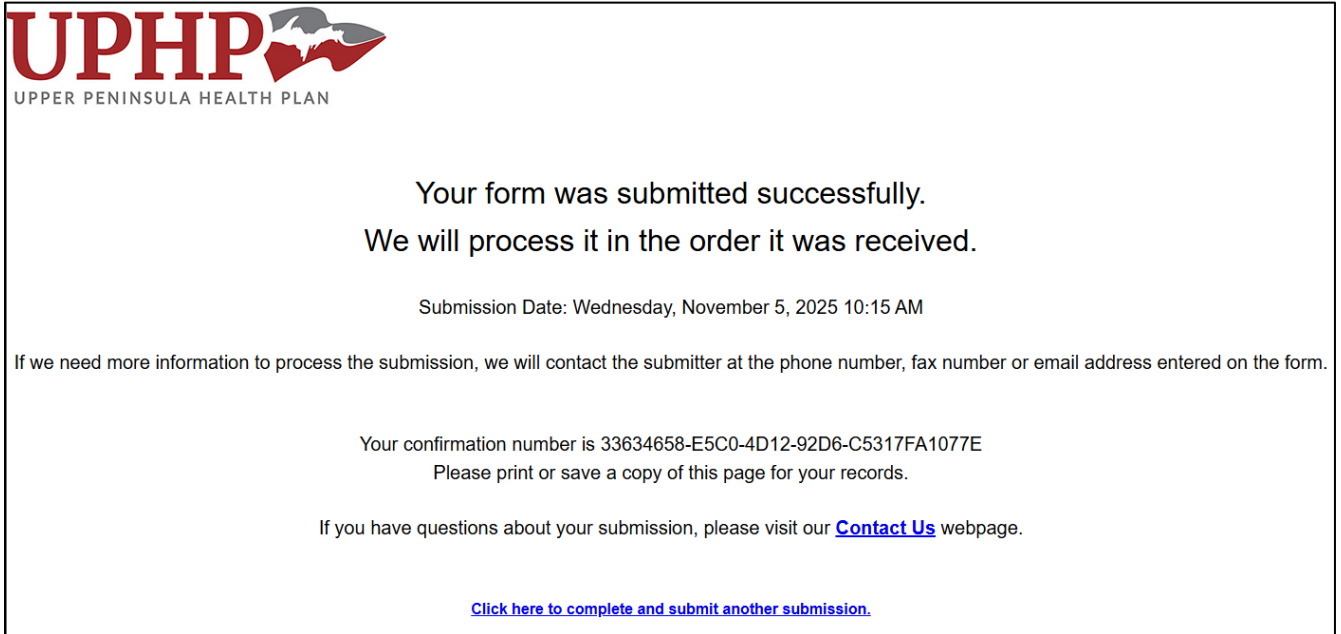 UPHP
UPPER PENINSULA HEALTH PLAN
Your form was submitted successfully.
We will process it in the order it was received.
Submission Date: Wednesday, November 5, 2025 10:15 AM
If we need more information to process the submission, we will contact the submitter at the phone number, fax number or email address entered on the form.
Your confirmation number is 33634658-E5C0-4D12-92D6-C5317FA1077E
Please print or save a copy of this page for your records.
If you have questions about your submission, please visit our Contact Us webpage.
Click here to complete and submit another submission.